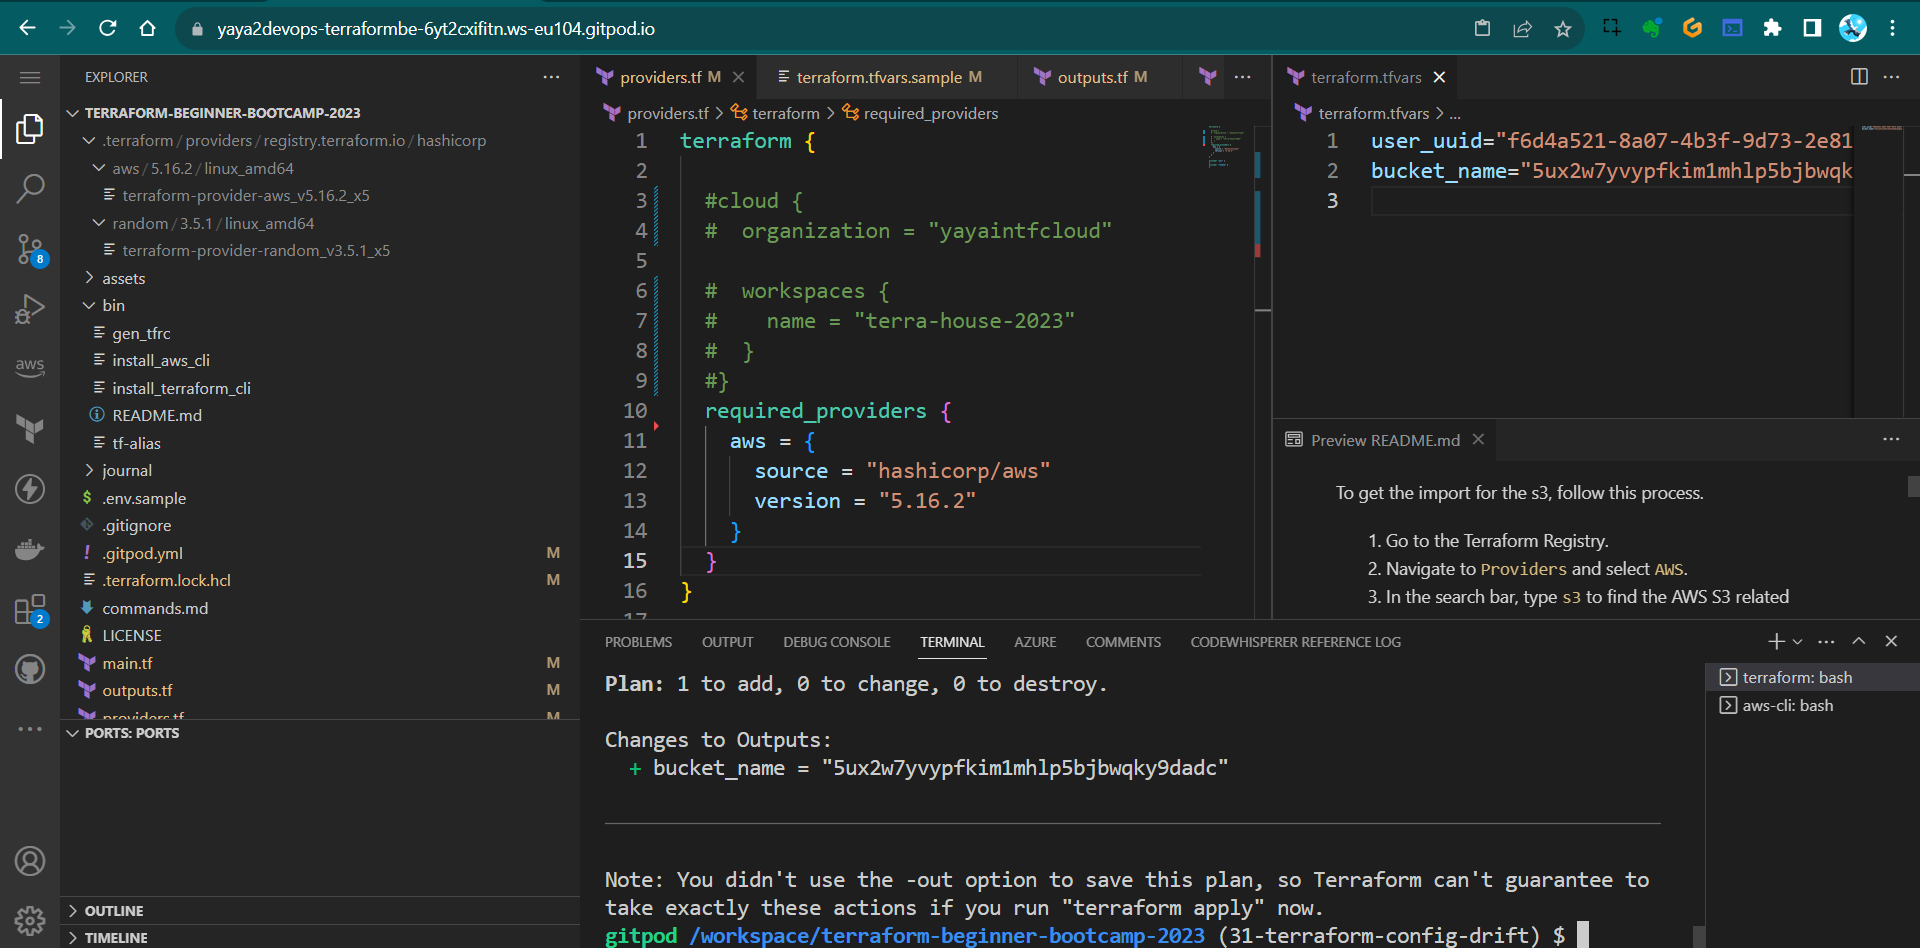 yaya2devops-terraformbe-6yt2cxifitn.ws-eu104.gitpod.io
EXPLORER
TERRAFORM-BEGINNER-BOOTCAMP-2023
.terraform / providers / registry.terraform.io / hashicorp
aws / 5.16.2 / linux_amd64
terraform-provider-aws_v5.16.2_x5
random / 3.5.1 / linux_amd64
terraform-provider-random_v3.5.1_x5
assets
bin
gen_tfrc
install_aws_cli
install_terraform_cli
README.md
tf-alias
journal
.env.sample
.gitignore
.gitpod.yml M
.terraform.lock.hcl M
commands.md
LICENSE
main.tf M
outputs.tf M
providers.tf M
PORTS: PORTS
OUTLINE
TIMELINE
aws
8
2
providers.tf M
terraform.tfvars.sample M
outputs.tf M
providers.tf > terraform > required_providers
1 terraform {
2
3 #cloud {
4 #  organization = "yayaintfcloud"
5
6 #  workspaces {
7 #    name = "terra-house-2023"
8 #  }
9 #}
10 required_providers {
11 aws = {
12 source = "hashicorp/aws"
13 version = "5.16.2"
14 }
15 }
16 }
17
terraform.tfvars
terraform.tfvars > ...
1 user_uuid="f6d4a521-8a07-4b3f-9d73-2e81
2 bucket_name="5ux2w7yvypfkim1mhlp5bjbwqk
3
Preview README.md
To get the import for the s3, follow this process.
1. Go to the Terraform Registry.
2. Navigate to Providers and select AWS.
3. In the search bar, type s3 to find the AWS S3 related
PROBLEMS OUTPUT DEBUG CONSOLE TERMINAL AZURE COMMENTS CODEWHISPERER REFERENCE LOG
Plan: 1 to add, 0 to change, 0 to destroy.
Changes to Outputs:
+ bucket_name = "5ux2w7yvypfkim1mhlp5bjbwqky9dadc"
Note: You didn't use the -out option to save this plan, so Terraform can't guarantee to
take exactly these actions if you run "terraform apply" now.
gitpod /workspace/terraform-beginner-bootcamp-2023 (31-terraform-config-drift) $
terraform: bash
aws-cli: bash